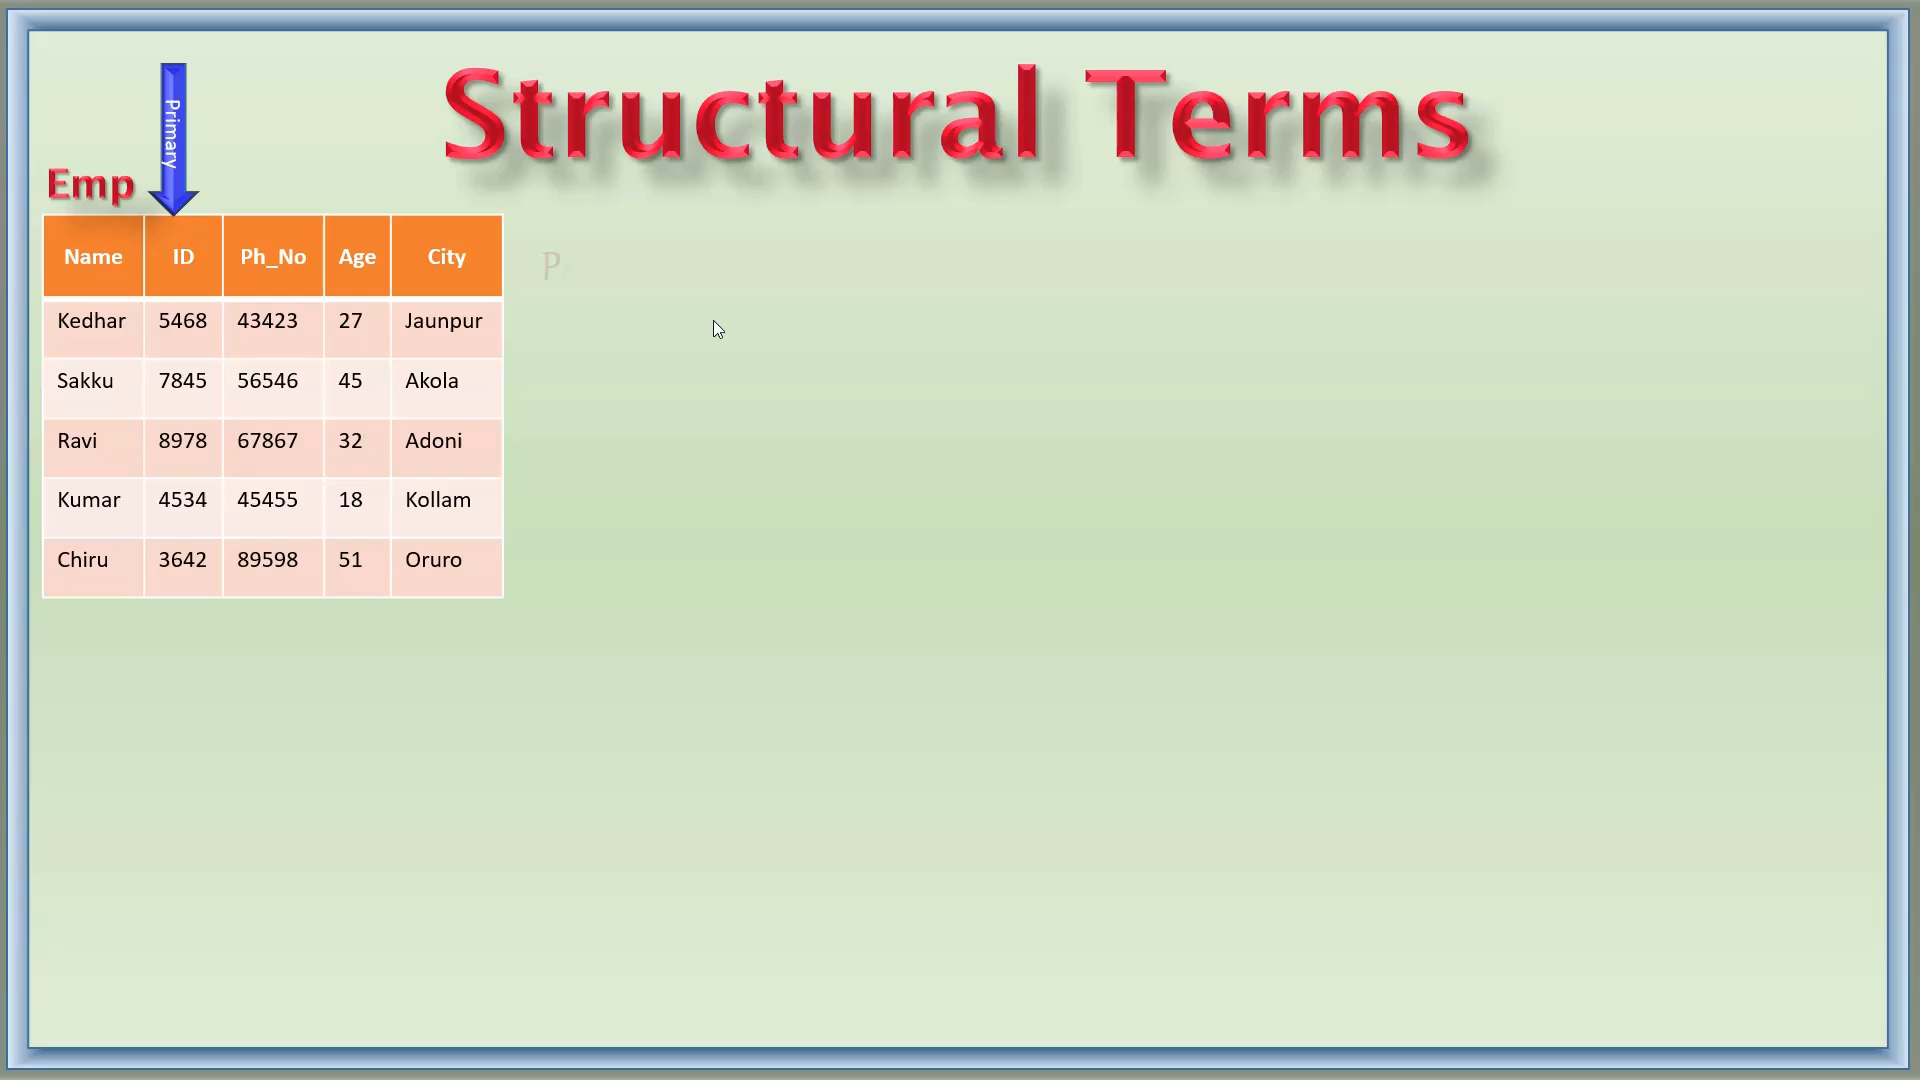 Structural Terms
Primary
Emp
Name ID Ph_No Age City
Kedhar 5468 43423 27 Jaunpur
Sakku 7845 56546 45 Akola
Ravi 8978 67867 32 Adoni
Kumar 4534 45455 18 Kollam
Chiru 3642 89598 51 Oruro
P